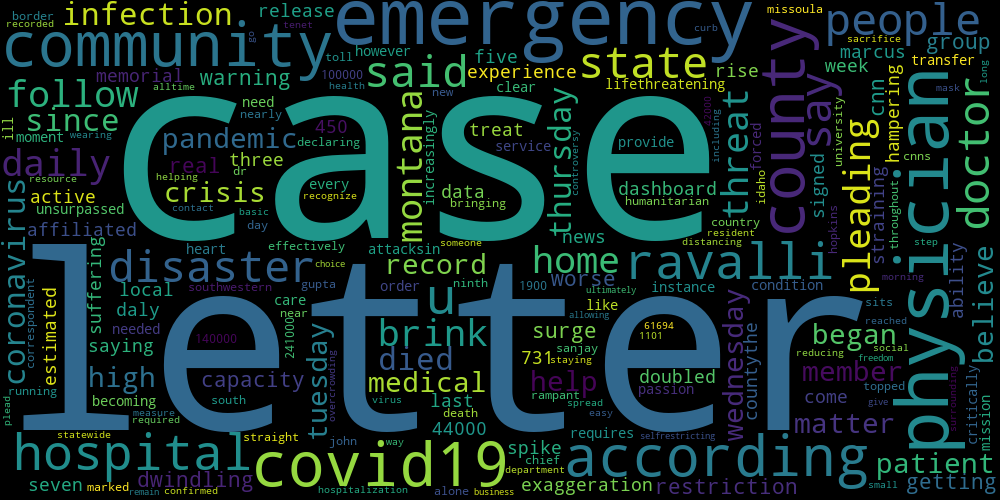 border
recorded
infection
release
tenet
go
emergency
curb
missoula
people
community
toll
however
five
said
state
county
say
sacrifice
marcus
group
memorial
warning
100000
health
alltime
experience
clear
rise
lifethreatening
week
cnn
transfer
hampering
physician
long
mask
follow
since
ill
moment
wearing
need
nearly
450
declaring
montana
increasingly
new
treat
service
thursday
controversy
42000
provide
threat
including
forced
idaho
signed
university
pleading
straining
cnns
throughout
doctor
pandemic
case
daily
resource
real
three
dr
helping
crisis
every
recognize
data
bringing
dashboard
humanitarian
active
unsurpassed
contact
basic
day
country
resident
distancing
hopkins
step
coronavirus
correspondent
affiliated
suffering
heart
effectively
attacksin
someone
choice
news
home
ravalli
believe
ability
disaster
record
worse
morning
local
southwestern
gupta
order
ninth
1900
like
ultimately
instance
condition
sits
estimated
daly
needed
saying
care
near
241000
140000
u
brink
surge
sanjay
allowing
731
staying
61694
1101
wednesday
countythe
began
reached
social
reducing
freedom
critically
mission
surrounding
letter
running
high
becoming
capacity
tuesday
overcrowding
died
medical
help
rampant
doubled
passion
member
topped
come
give
plead
measure
required
south
virus
last
death
44000
spread
easy
requires
selfrestricting
matter
hospital
statewide
straight
john
way
covid19
spike
chief
department
according
patient
small
seven
marked
dwindling
remain
confirmed
hospitalization
alone
business
exaggeration
restriction
getting